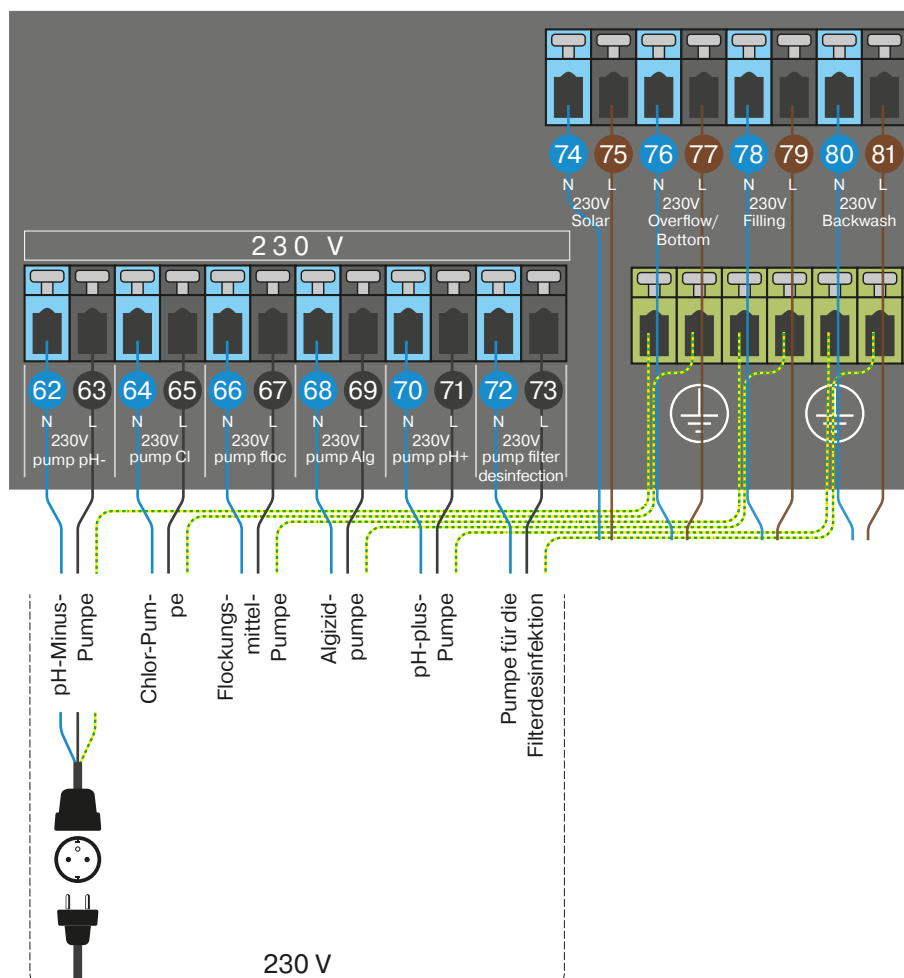 74 75 76 77 78 79 80 81
N L N L N L N L
230V 230V 230V 230V
Solar Overflow/ Filling Backwash
Bottom
230 V
62 63 64 65 66 67 68 69 70 71 72 73
N L N L N L N L N L N L
230V 230V 230V 230V 230V 230V
pump pH- pump Cl pump floc pump Alg pump pH+ pump filter
desinfection
pH-Minus-
Pumpe
Chlor-Pum-
pe
Flockungs-
mittel-
Pumpe
Algizid-
pumpe
pH-plus-
Pumpe
Pumpe für die
Filterdesinfektion
230 V